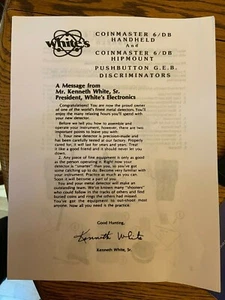 White's
COINMASTER 6/DB
HANDHELD
And
COINMASTER 6/DB
HIPMOUNT
PUSHBUTTON G.E.B.
DISCRIMINATORS
A Message from
Mr. Kenneth White, Sr.
President, White's Electronics
Congratulations! You are now the proud owner
of one of the world's finest metal detectors. You'll
enjoy the many relaxing hours you'll spend with
your new detector.
Before we tell you how to assemble and
operate your instrument, however, there are two
important points to leave with you.
1. Your new detector is a fine instrument. It has
been carefully tested at our factory. Properly
cared for, it will last for years and years. Treat
it like a good friend and it should never let you
down.
2. Any piece of fine equipment is only as good
as the person operating it. Right now your
detector is "smarter" than you, so you've got
some catching up to do. Become very familiar with
your instrument. Practice as much as you can.
Soon it will become a part of you.
You and your metal detector will make an
outstanding team. We've known many "shooters"
who could follow in the tracks of others and find
buried coins and rings the others had missed.
You've got the equipment to out-shoot most
anyone. Now all you need is the practice.
Good Hunting,
Kenneth White
Kenneth White, Sr.